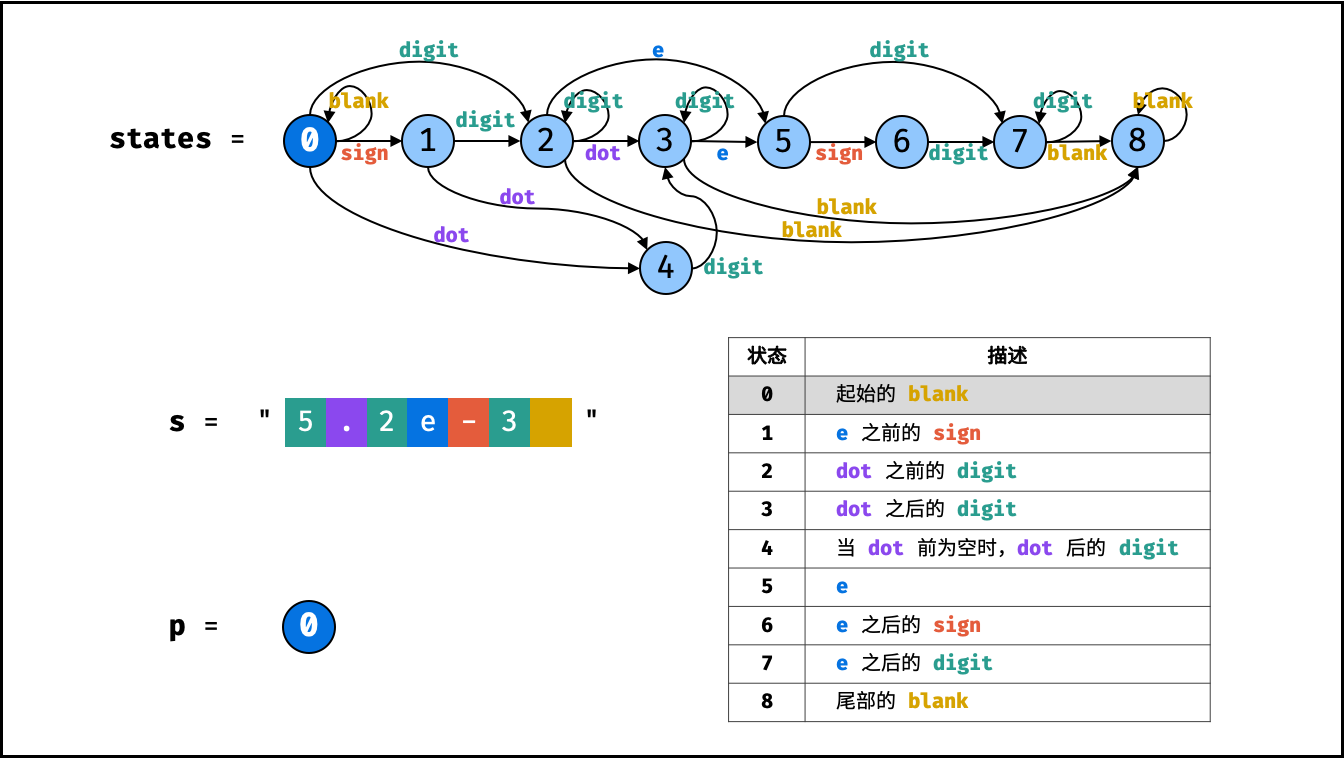 digit e digit
blank digit digit digit blank
states = 0 1 digit 2 3 5 6 7 8
sign dot e sign digit blank
dot blank
dot blank
4 digit
s = " 5 . 2 e - 3 "
p = 0
状态 描述
0 起始的 blank
1 e 之前的 sign
2 dot 之前的 digit
3 dot 之后的 digit
4 当 dot 前为空时，dot 后的 digit
5 e
6 e 之后的 sign
7 e 之后的 digit
8 尾部的 blank